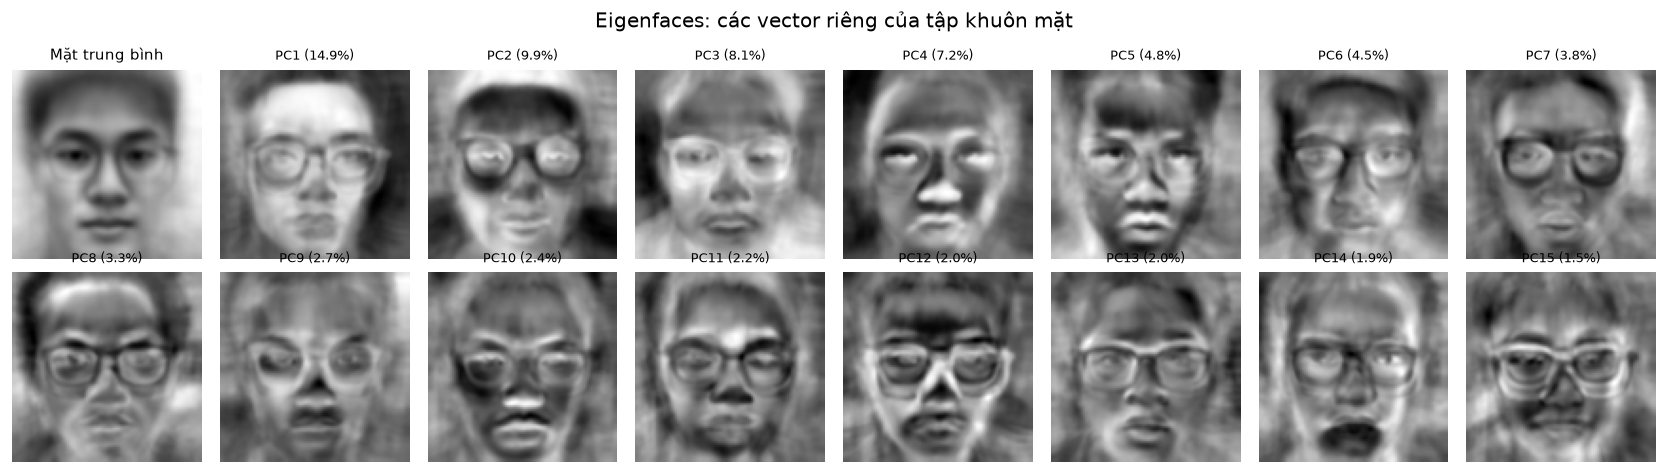 Eigenfaces: các vector riêng của tập khuôn mặt
Mặt trung bình PC1 (14.9%) PC2 (9.9%) PC3 (8.1%) PC4 (7.2%) PC5 (4.8%) PC6 (4.5%) PC7 (3.8%)
PC8 (3.3%) PC9 (2.7%) PC10 (2.4%) PC11 (2.2%) PC12 (2.0%) PC13 (2.0%) PC14 (1.9%) PC15 (1.5%)